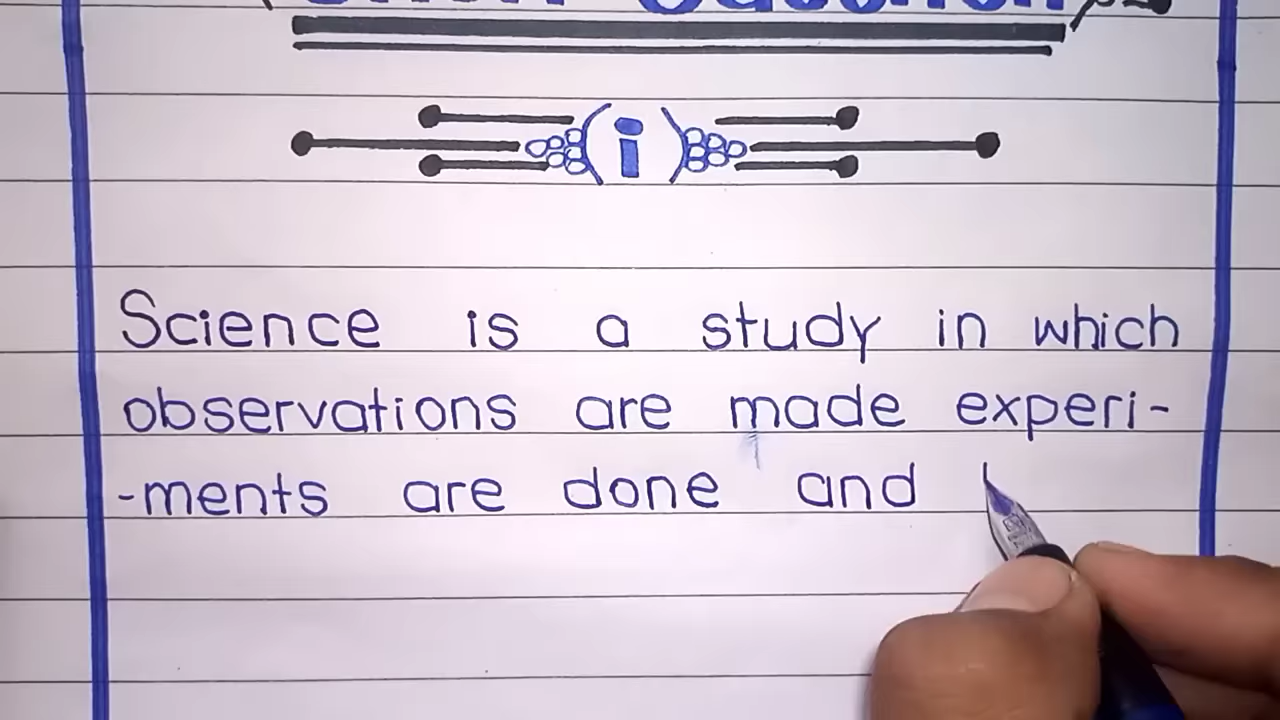 (i)
Science is a study in which
observations are made experi-
-ments are done and